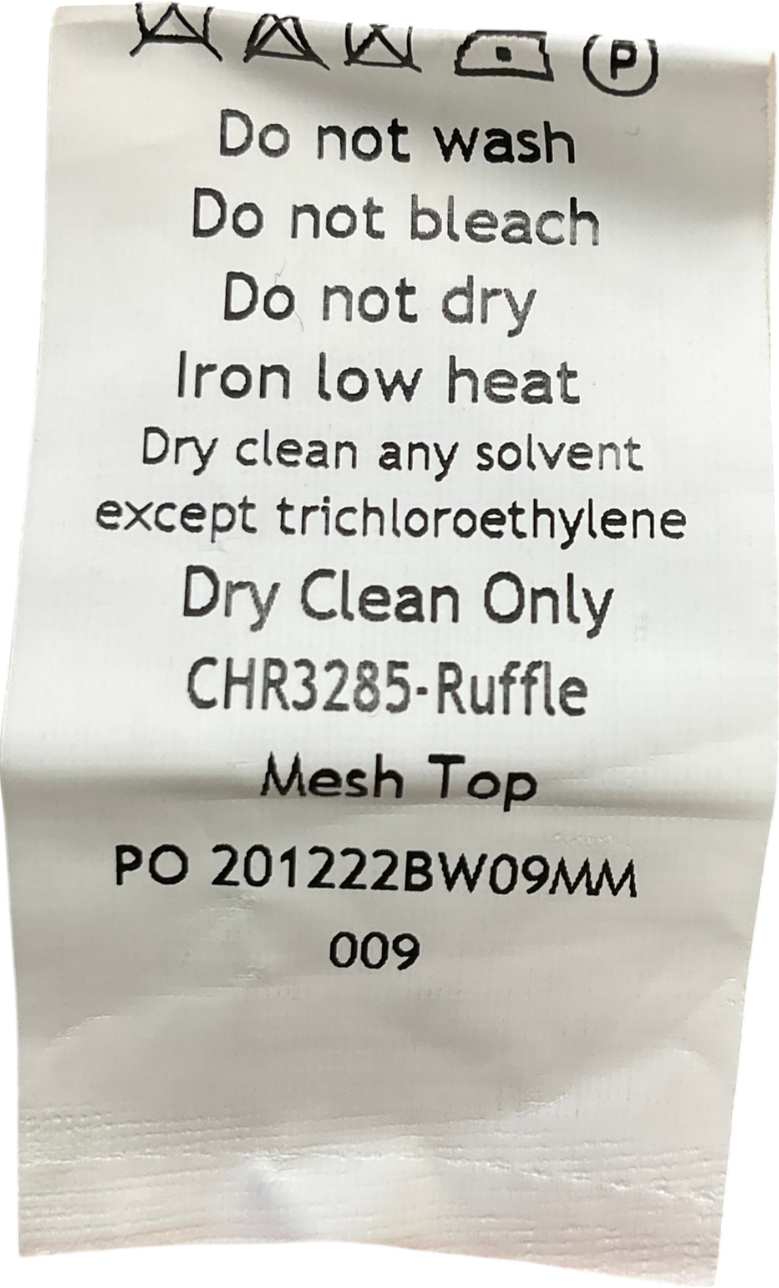 P
Do not wash
Do not bleach
Do not dry
Iron low heat
Dry clean any solvent
except trichloroethylene
Dry Clean Only
CHR3285-Ruffle
Mesh Top
PO 201222BW09MM
009